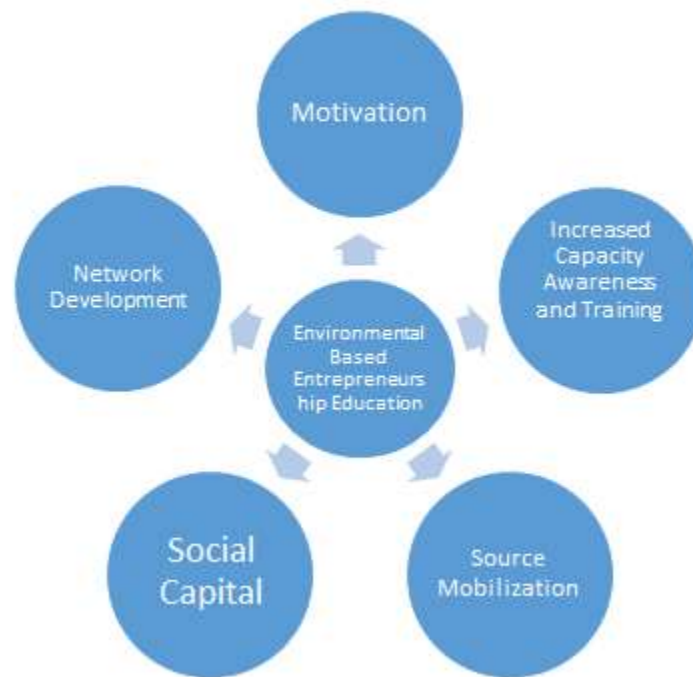 Motivation
Increased
Capacity
Awareness
and Training
Network
Development
Environmental
Based
Entrepreneurs
hip Education
Social
Capital
Source
Mobilization